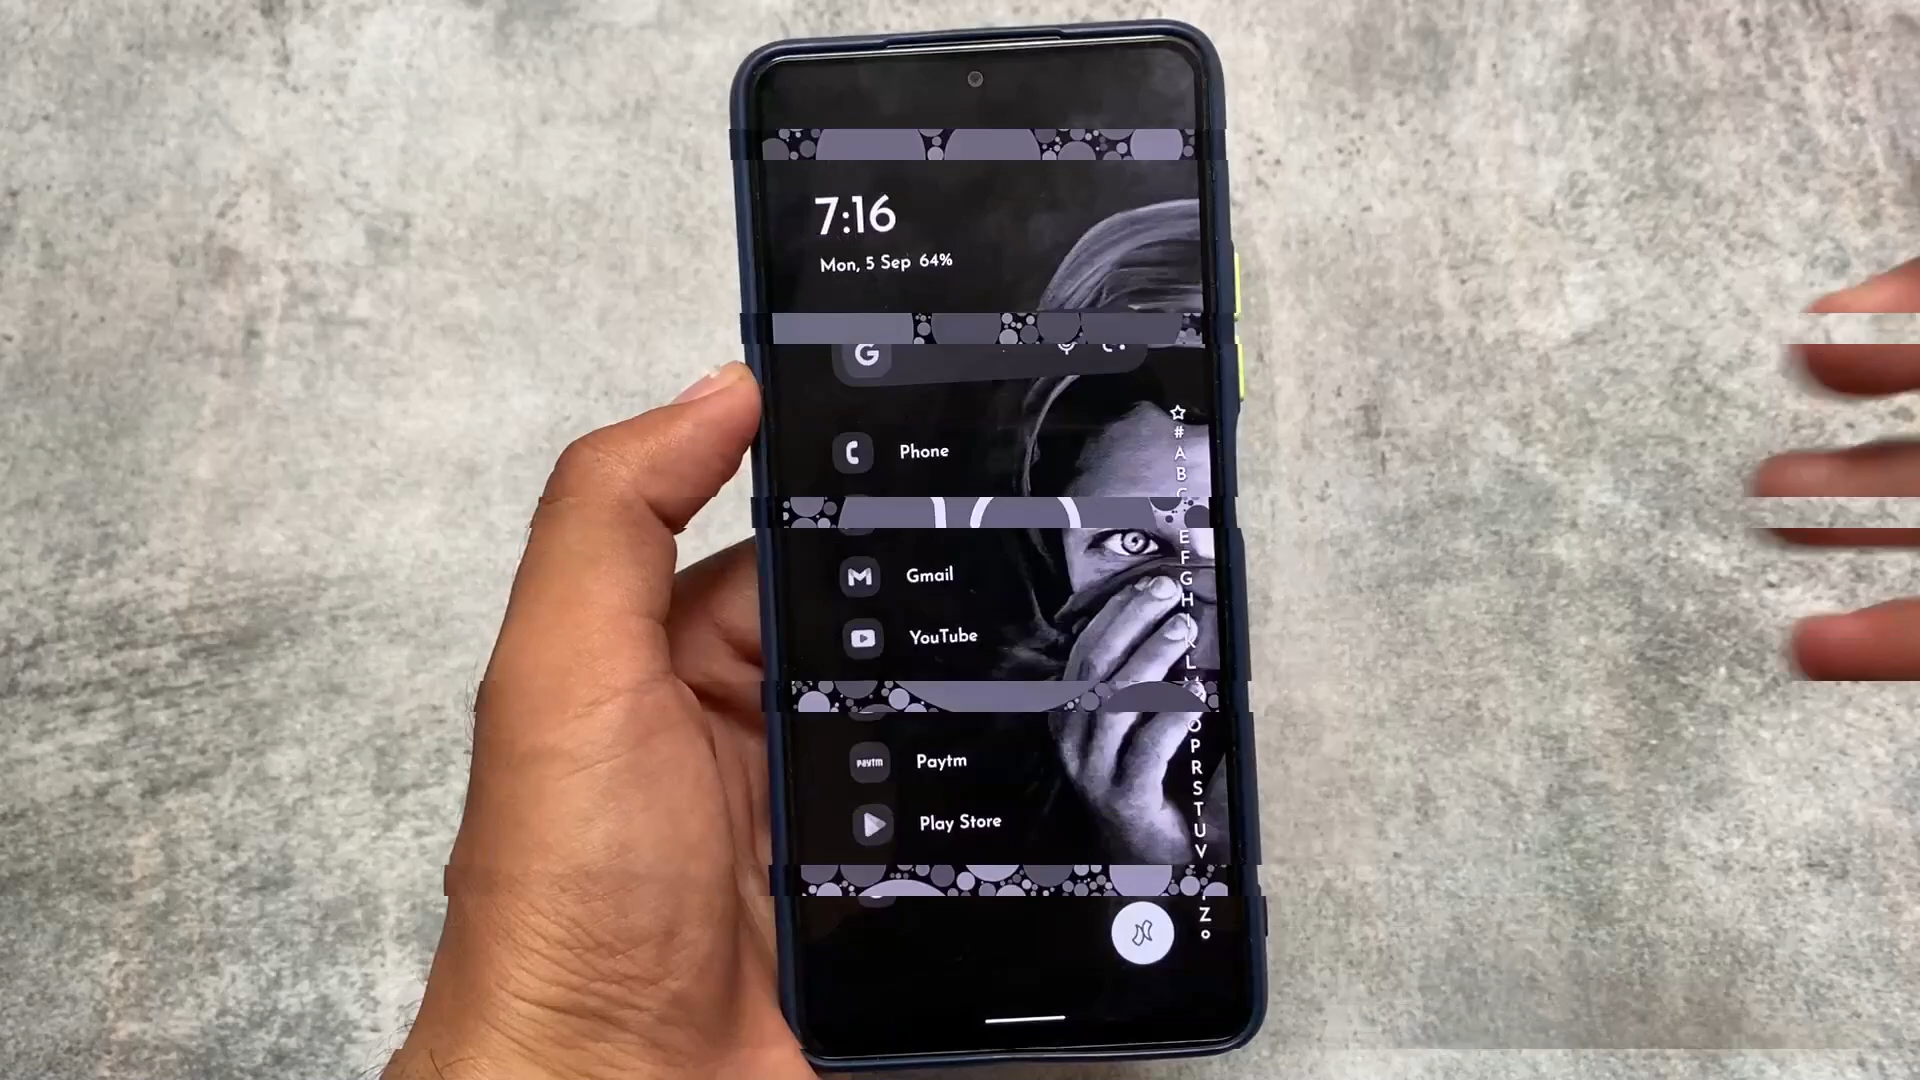 7:16
Mon, 5 Sep 64%
G
Phone
Gmail
YouTube
paytm Paytm
Play Store
#
A
B
E
F
G
H
I
K
L
O
P
R
S
T
U
V
Z